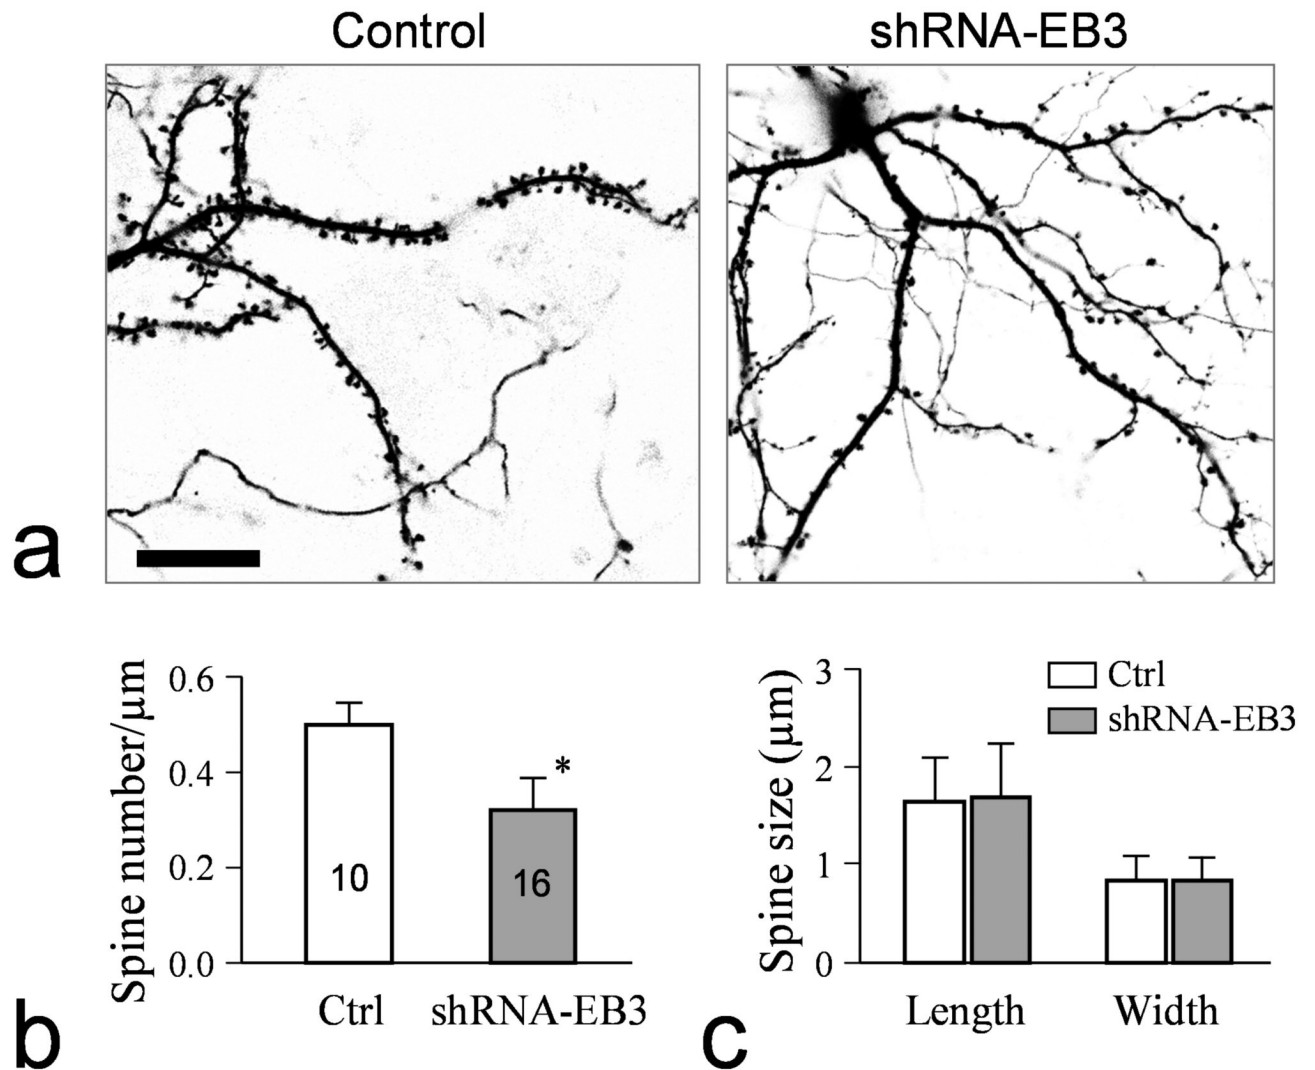 Control
shRNA-EB3
a
Spine number/μm
0.6
0.4
0.2
0.0
*
10
16
Ctrl
shRNA-EB3
b
Spine size (μm)
3
2
1
0
Ctrl
shRNA-EB3
Length
Width
c